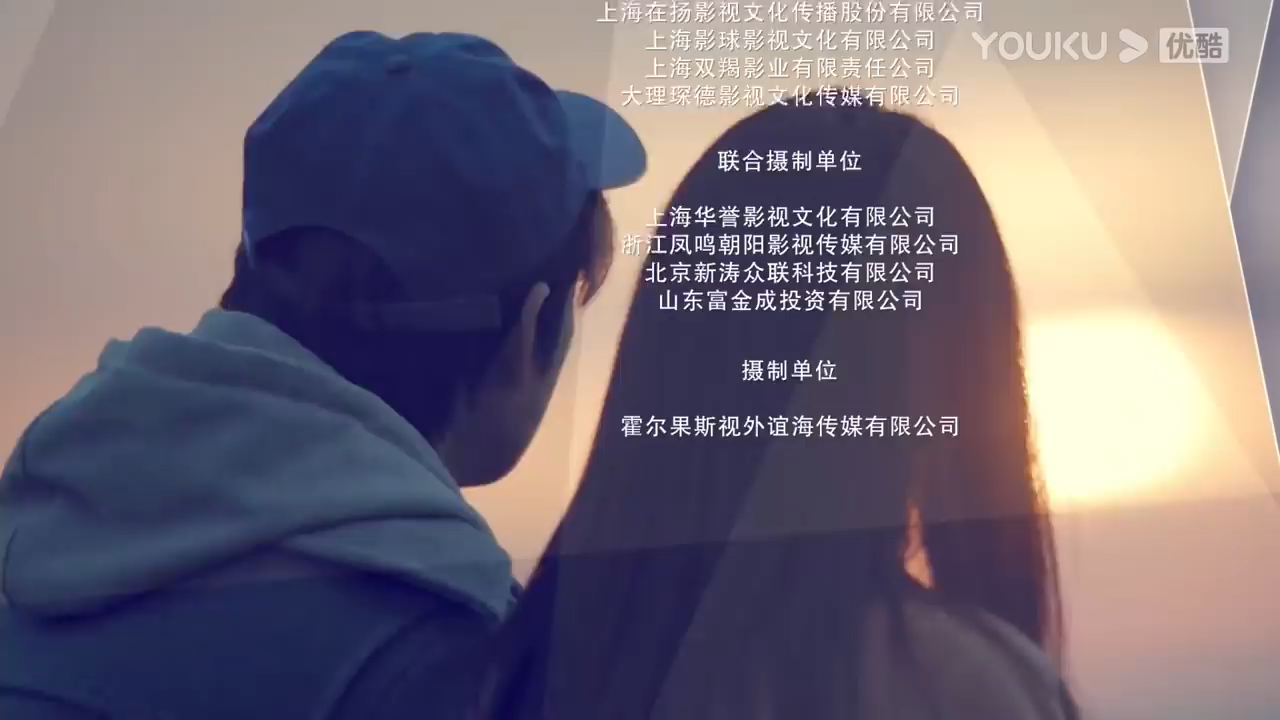 上海在扬影视文化传播股份有限公司
YOUKU 优酷
上海影球影视文化有限公司
上海双羯影业有限责任公司
大理琛德影视文化传媒有限公司
联合摄制单位
上海华誉影视文化有限公司
浙江凤鸣朝阳影视传媒有限公司
北京新涛众联科技有限公司
山东富金成投资有限公司
摄制单位
霍尔果斯视外谊海传媒有限公司